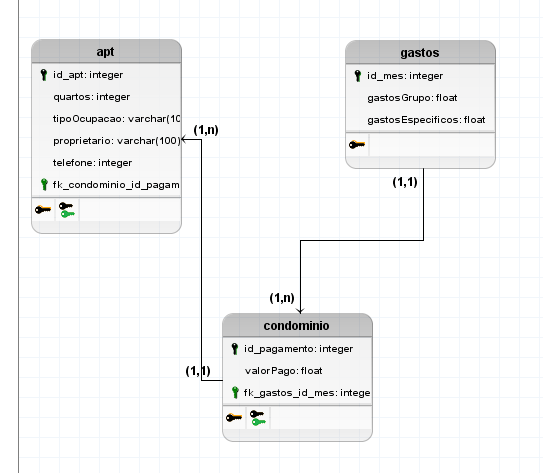 apt
id_apt: integer
quartos: integer
tipoOcupacao: varchar(10
proprietario: varchar(100)
telefone: integer
fk_condominio_id_pagam
(1,n)
gastos
id_mes: integer
gastosGrupo: float
gastosEspecificos: float
(1,1)
(1,n)
condominio
id_pagamento: integer
valorPago: float
fk_gastos_id_mes: intege
(1,1)